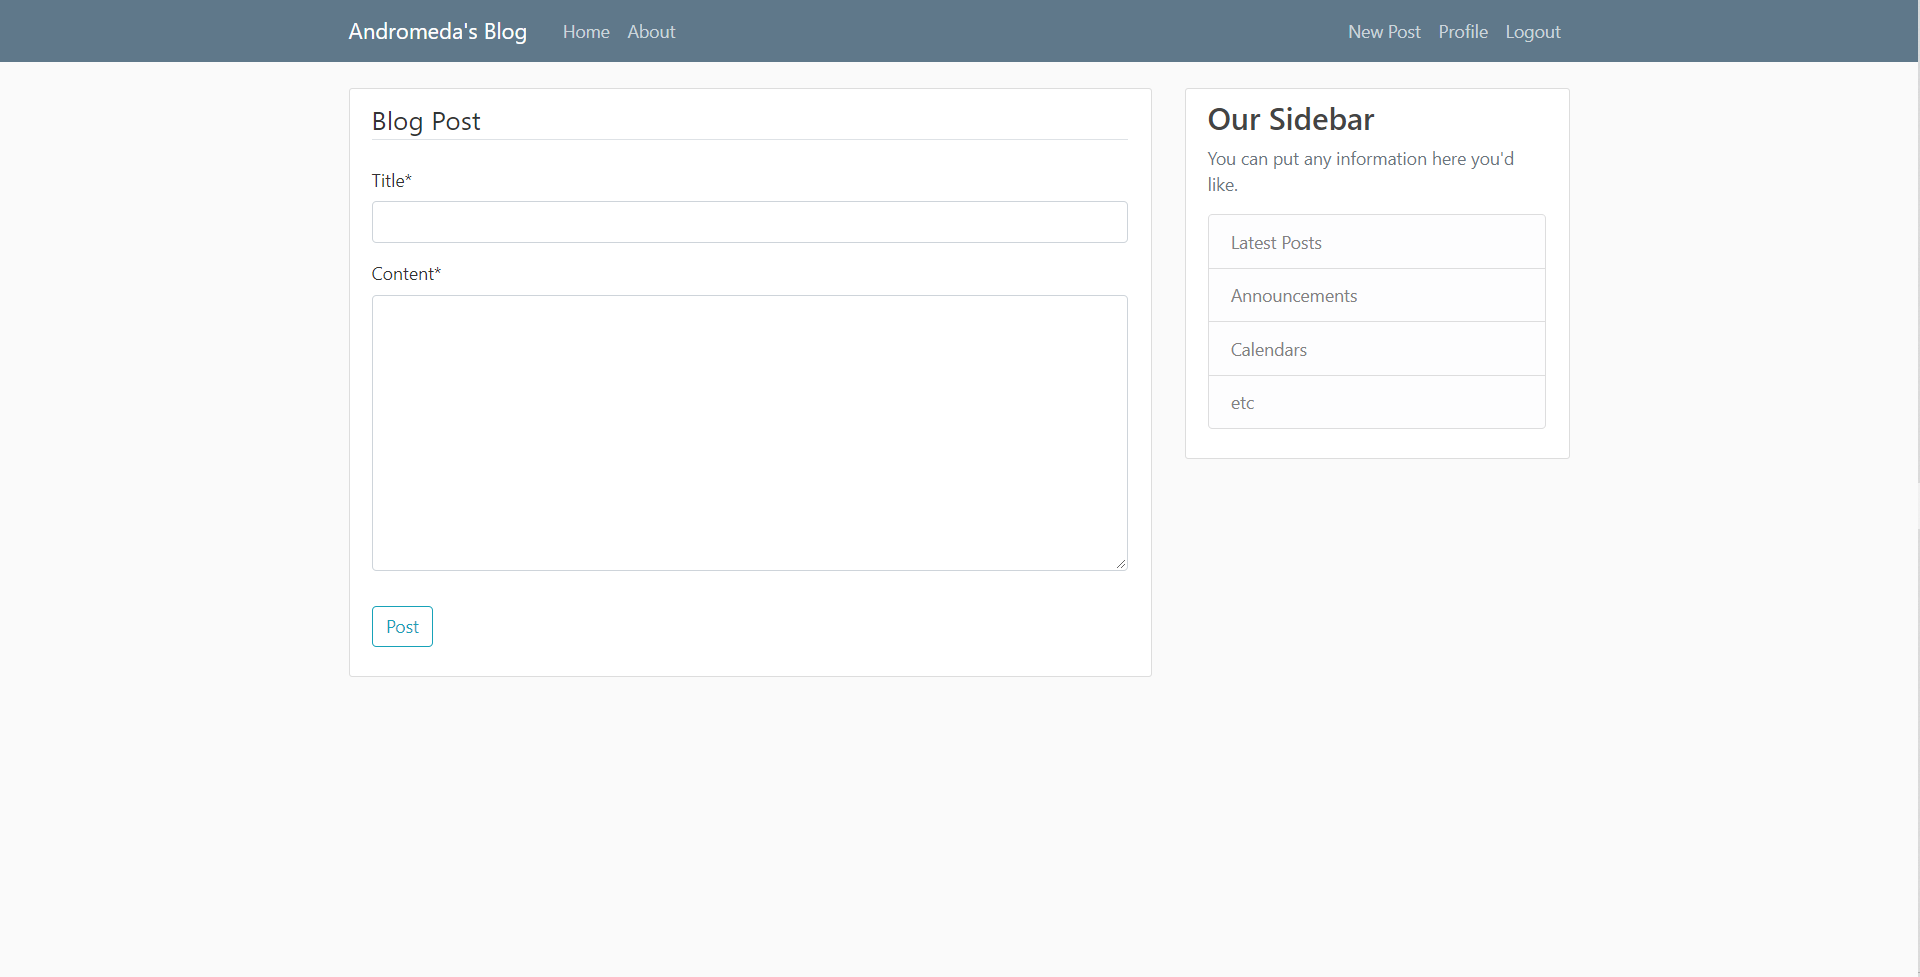 Andromeda's Blog Home About New Post Profile Logout
Blog Post
Title*
Content*
Post
Our Sidebar
You can put any information here you'd
like.
Latest Posts
Announcements
Calendars
etc